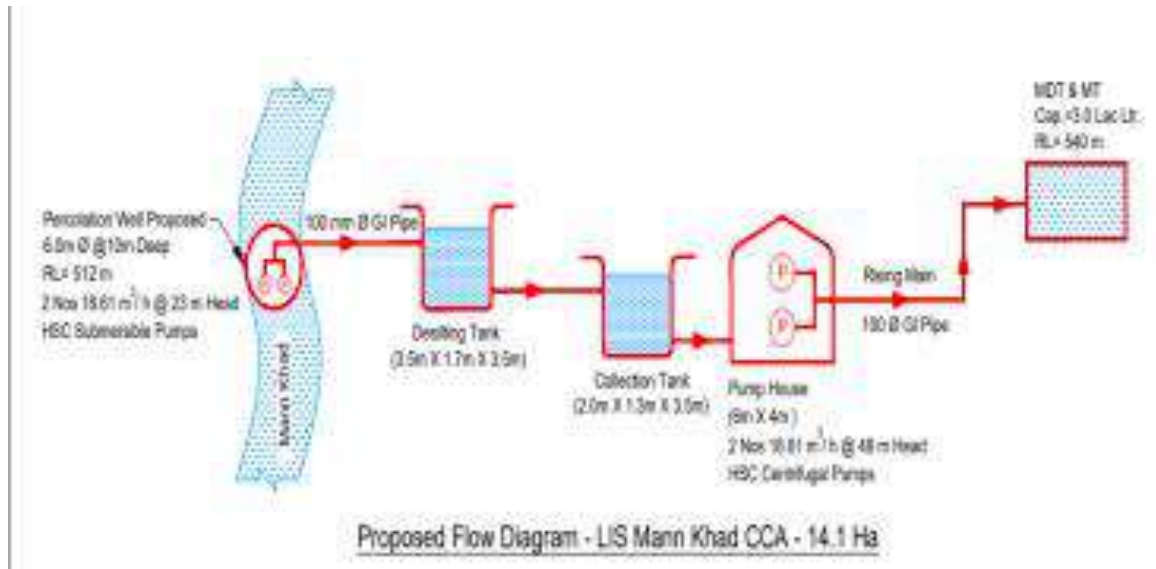 Percolation Well Proposed
6.0m Ø @10m Deep
RL= 512 m
2 Nos 18.61 m³/h @ 23 m Head
HSC Submersible Pumps
Mann Khad
100 mm Ø GI Pipe
Desilting Tank
(3.5m X 1.7m X 3.5m)
Collection Tank
(2.0m X 1.3m X 3.5m)
P
P
Pump House
(6m X 4m)
2 Nos 18.61 m³/h @ 48 m Head
HSC Centrifugal Pumps
Rising Main
100 Ø GI Pipe
MDT & MT
Cap.=3.0 Lac Ltr.
RL= 540 m
Proposed Flow Diagram - LIS Mann Khad CCA - 14.1 Ha